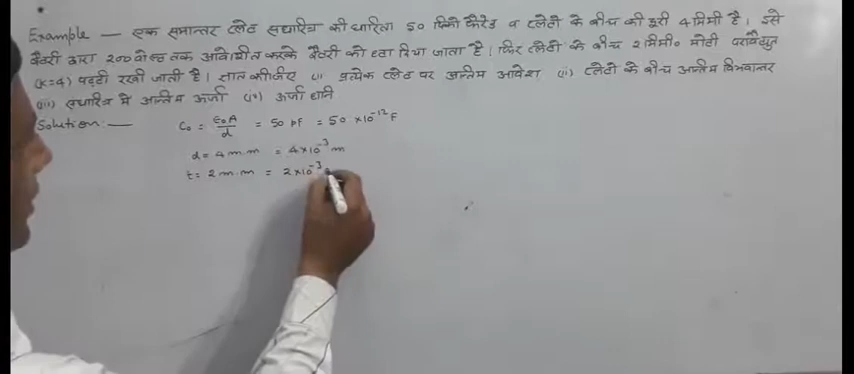 Example — एक समान्तर प्लेट संधारित्र की धारिता 50 पिको फैरेड व प्लेटो के बीच की दूरी 4 मिमी है। इसे
बैटरी द्वारा 200 वोल्ट तक आवेशित करके बैटरी को हटा दिया जाता है। फिर प्लेटो के बीच 2 मिमी० मोटी परावैद्युत
(K=4) पट्टी रखी जाती है। ज्ञात कीजिए (i) प्रत्येक प्लेट पर अन्तिम आवेश (ii) प्लेटो के बीच अन्तिम विभवान्तर
(iii) संधारित्र मे अन्तिम ऊर्जा (iv) ऊर्जा हानि
Solution: — C₀ = ε₀A/d = 50 pF = 50 ×10⁻¹² F
d = 4 m.m = 4×10⁻³ m
t = 2 m.m = 2×10⁻³